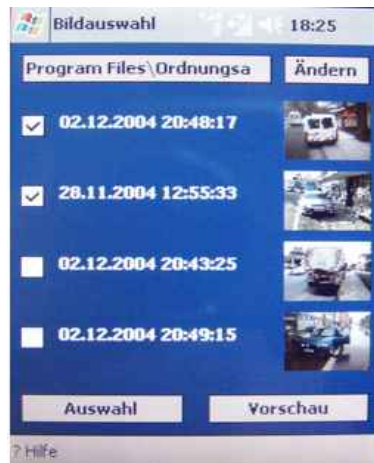 Bildauswahl 18:25
Program Files\Ordnungsa Ändern
02.12.2004 20:48:17
28.11.2004 12:55:33
02.12.2004 20:43:25
02.12.2004 20:49:15
Auswahl Vorschau
? Hilfe